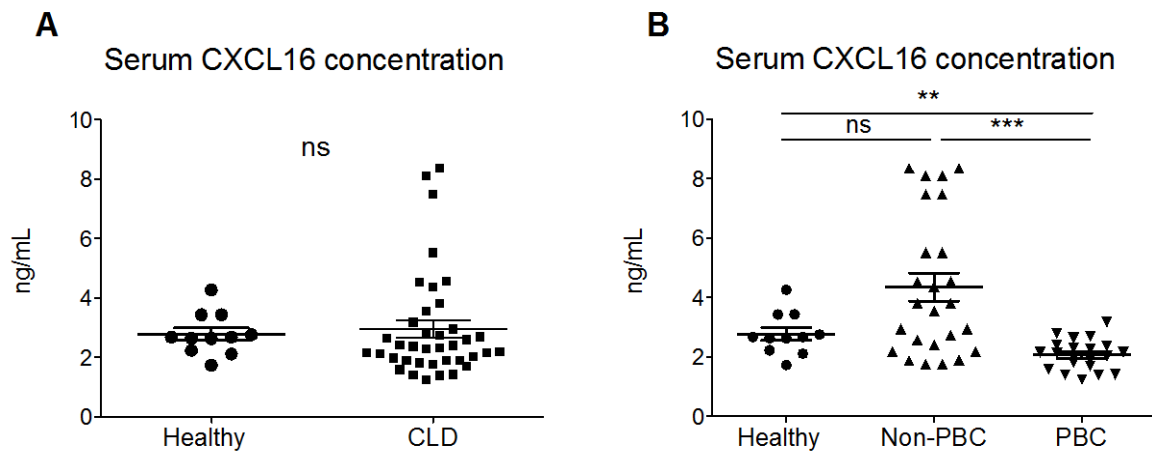 A
Serum CXCL16 concentration
ng/mL
10
8
6
4
2
0
ns
Healthy
CLD
B
Serum CXCL16 concentration
ng/mL
10
8
6
4
2
0
**
ns
***
Healthy
Non-PBC
PBC